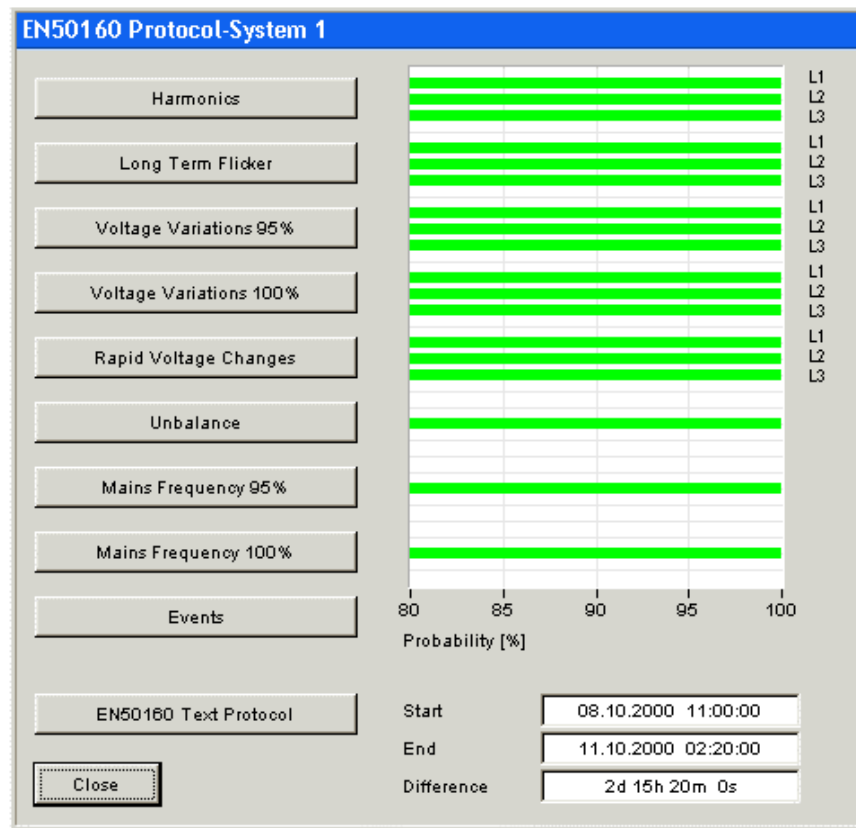 EN50160 Protocol-System 1
Harmonics
L1
L2
L3
Long Term Flicker
L1
L2
L3
Voltage Variations 95%
L1
L2
L3
Voltage Variations 100%
L1
L2
L3
Rapid Voltage Changes
L1
L2
L3
Unbalance
Mains Frequency 95%
Mains Frequency 100%
Events
80 85 90 95 100
Probability [%]
EN50160 Text Protocol
Start 08.10.2000 11:00:00
End 11.10.2000 02:20:00
Close
Difference 2d 15h 20m 0s